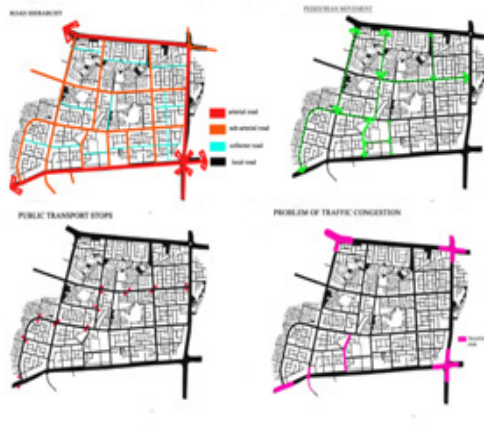 ROAD HIERARCHY
PEDESTRIAN MOVEMENT
arterial road
sub-arterial road
collector road
local road
PUBLIC TRANSPORT STOPS
PROBLEM OF TRAFFIC CONGESTION